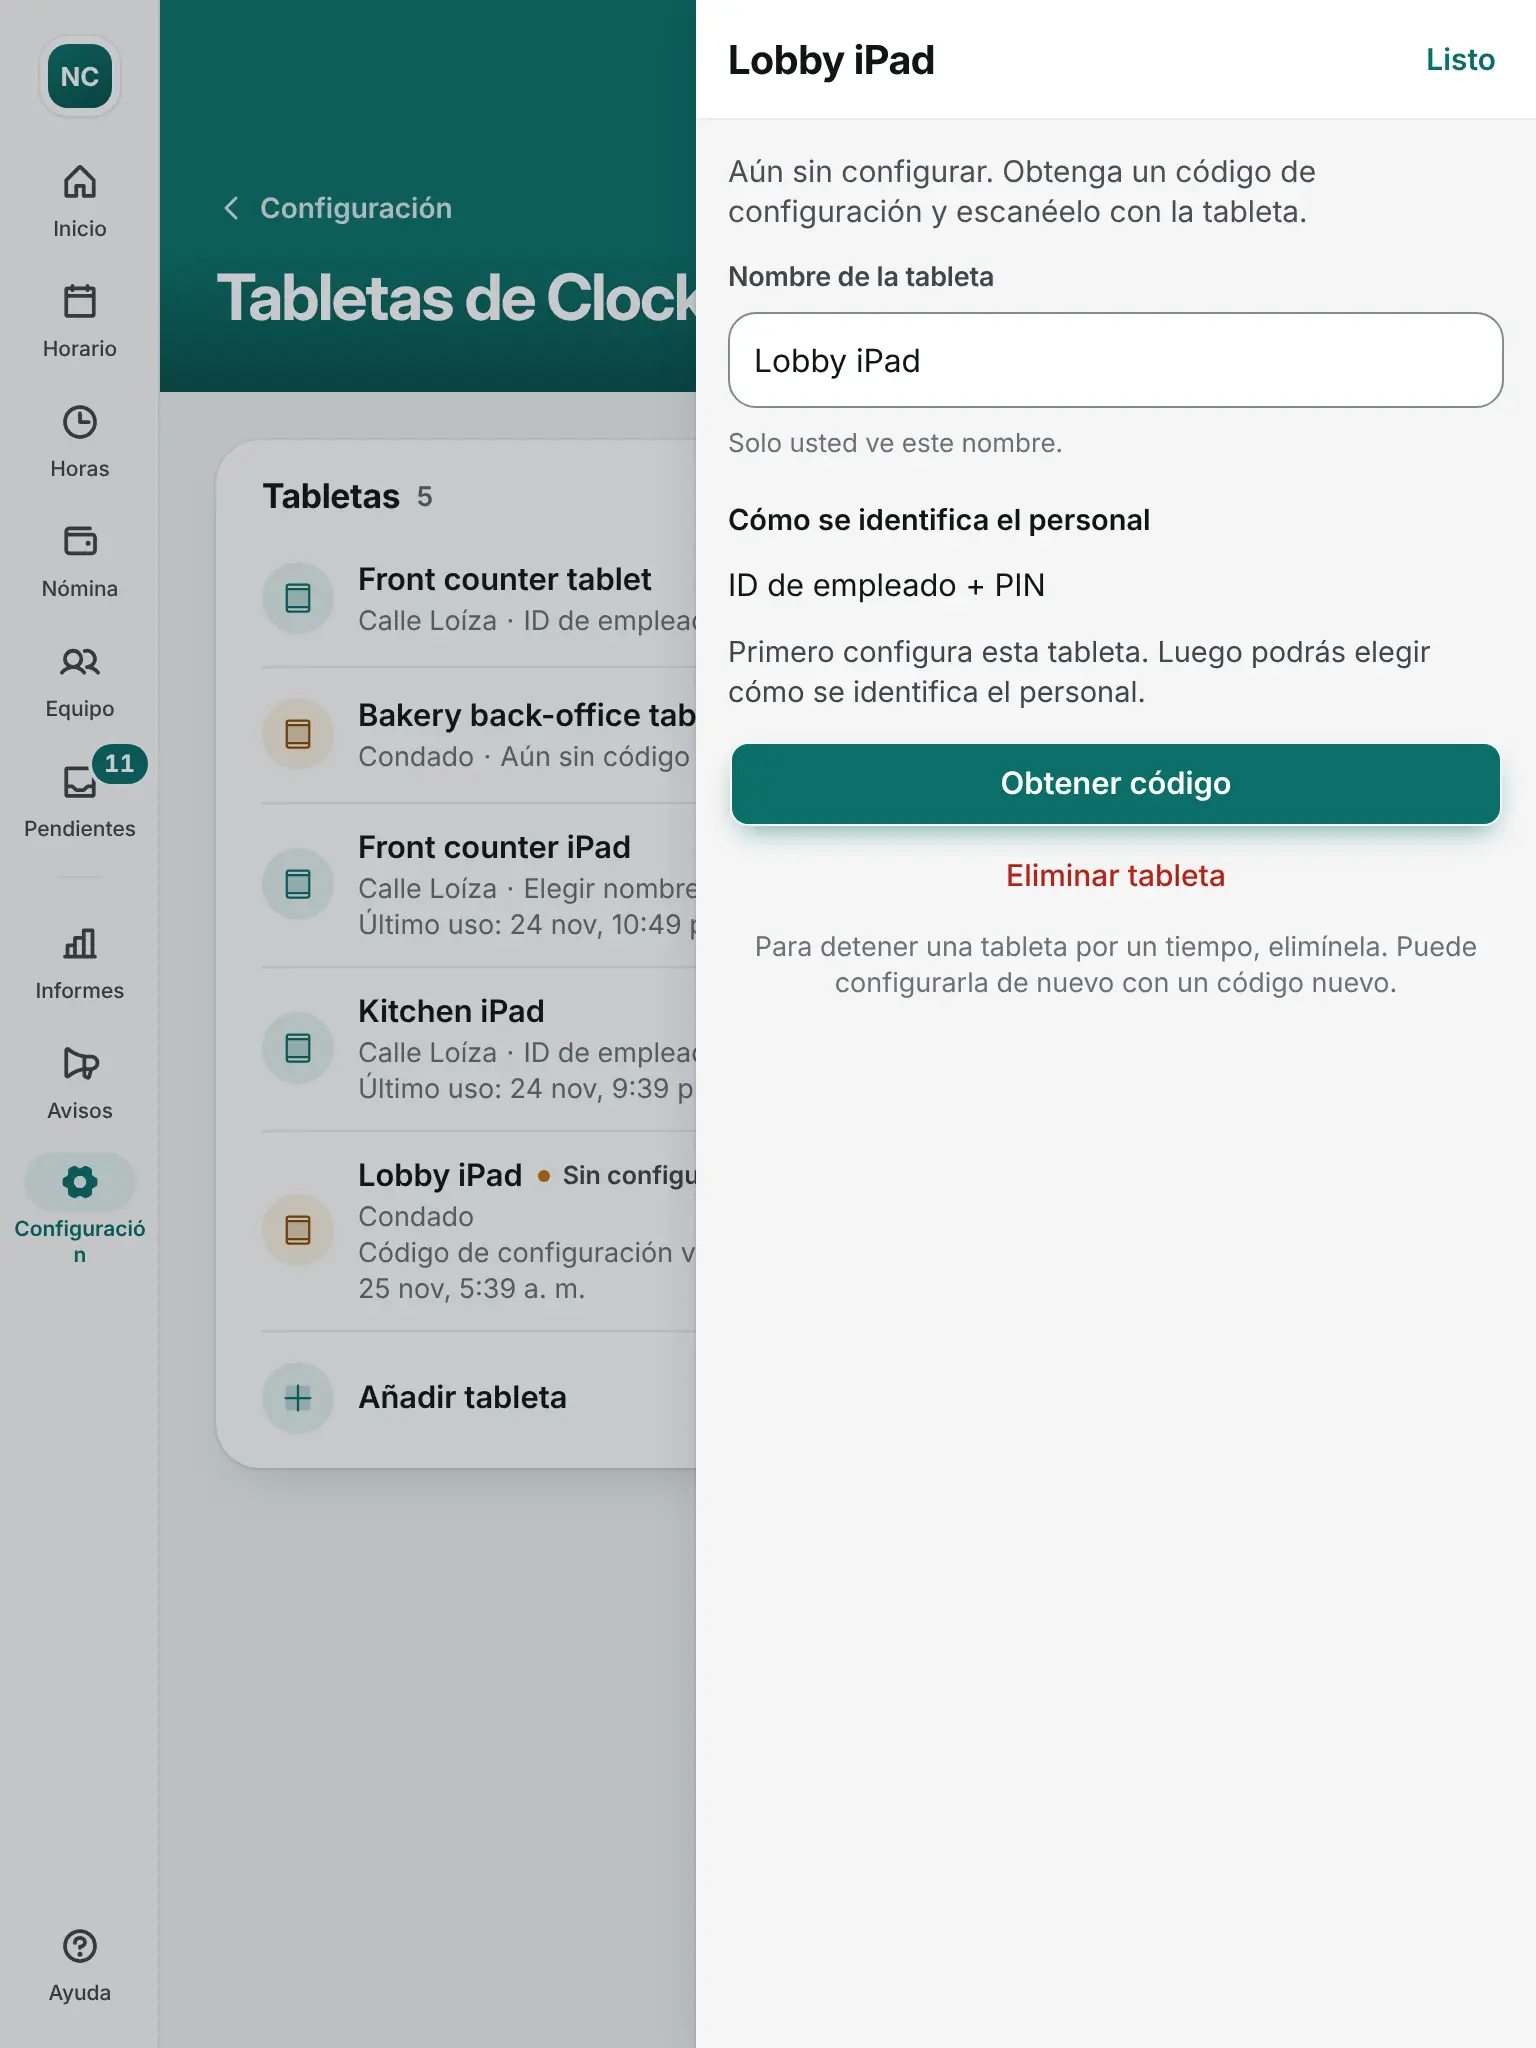 NC
Inicio
Horario
Horas
Nómina
Equipo
11
Pendientes
Informes
Avisos
Configuració
n
Ayuda
Configuración
Tabletas de Clock
Tabletas 5
Front counter tablet
Calle Loíza · ID de emplead
Bakery back-office tab
Condado · Aún sin código
Front counter iPad
Calle Loíza · Elegir nombre
Último uso: 24 nov, 10:49 p
Kitchen iPad
Calle Loíza · ID de emplead
Último uso: 24 nov, 9:39 p
Lobby iPad • Sin configu
Condado
Código de configuración v
25 nov, 5:39 a. m.
Añadir tableta
Lobby iPad
Listo
Aún sin configurar. Obtenga un código de
configuración y escanéelo con la tableta.
Nombre de la tableta
Lobby iPad
Solo usted ve este nombre.
Cómo se identifica el personal
ID de empleado + PIN
Primero configura esta tableta. Luego podrás elegir
cómo se identifica el personal.
Obtener código
Eliminar tableta
Para detener una tableta por un tiempo, elimínela. Puede
configurarla de nuevo con un código nuevo.